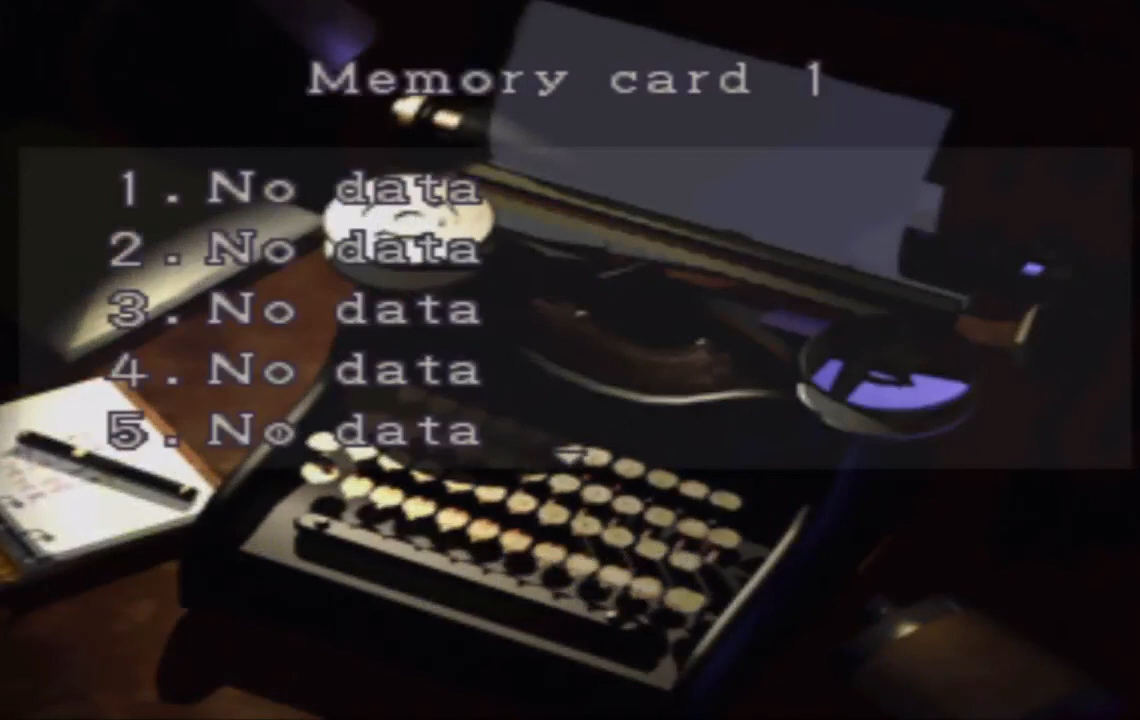 Memory card 1
1. No data
2. No data
3. No data
4. No data
5. No data